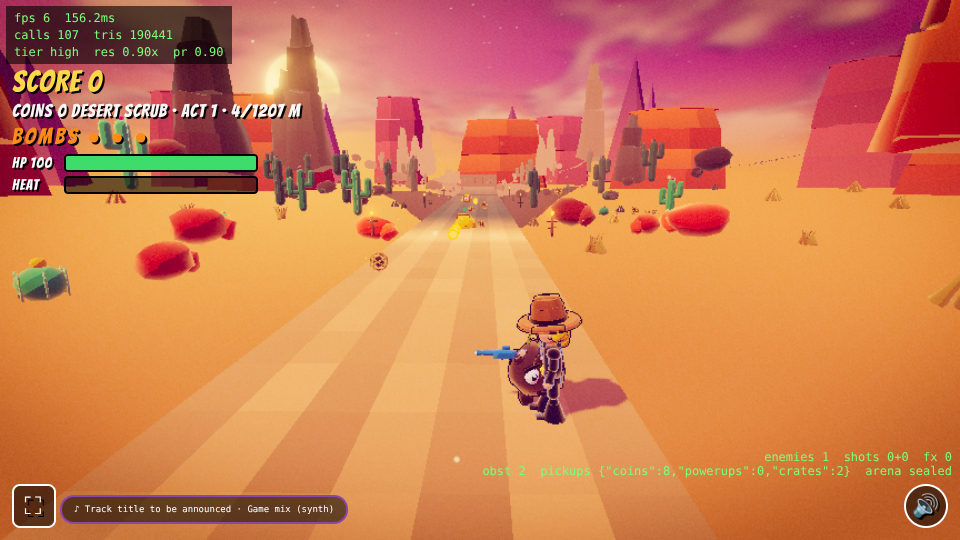 fps 6 156.2ms
calls 107 tris 190441
tier high res 0.90x pr 0.90
SCORE 0
COINS 0 DESERT SCRUB · ACT 1 · 4/1207 M
BOMBS
HP 100
HEAT
enemies 1 shots 0+0 fx 0
obst 2 pickups {"coins":8,"powerups":0,"crates":2} arena sealed
♪ Track title to be announced · Game mix (synth)